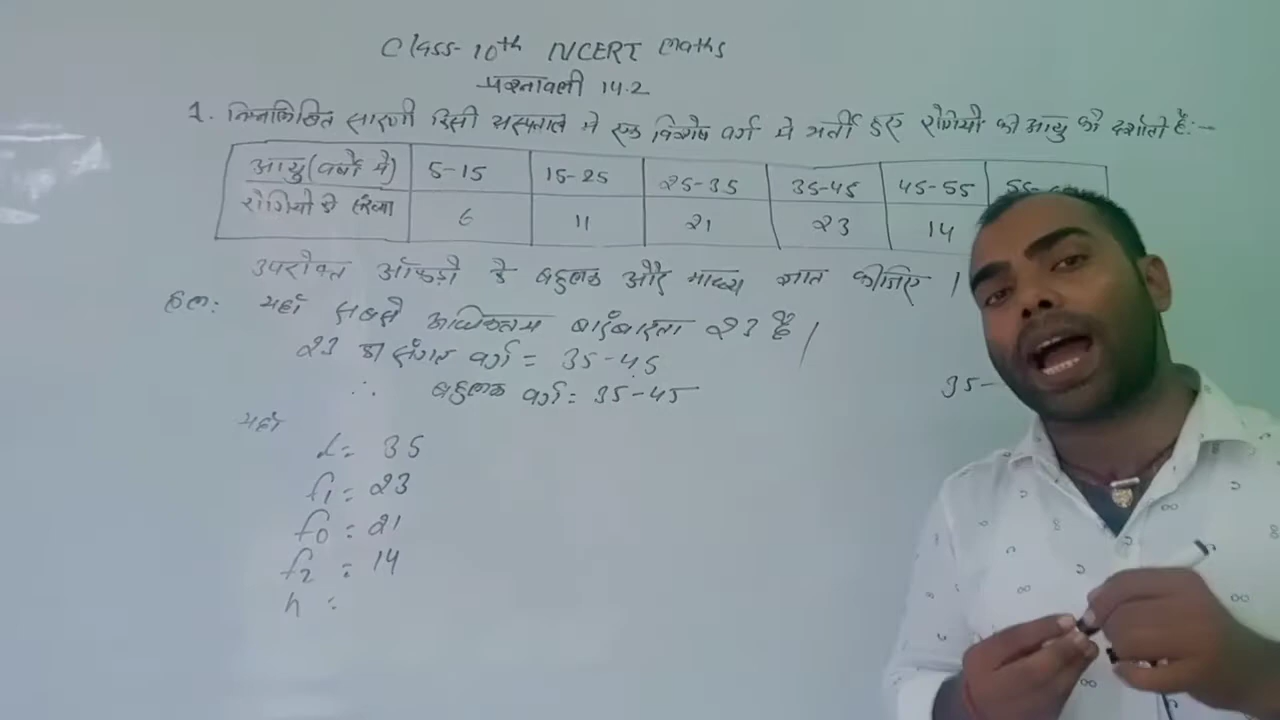 Class-10th NCERT Maths
प्रश्नावली 14.2
1. निम्नलिखित सारणी किसी अस्पताल में एक विशेष वर्ग में भर्ती हुए रोगियों की आयु को दर्शाती है:-
आयु (वर्षों में) 5-15 15-25 25-35 35-45 45-55
रोगियों की संख्या 6 11 21 23 14
उपरोक्त आँकड़ों के बहुलक और माध्य ज्ञात कीजिए।
हल: यहाँ सबसे अधिकतम बारंबारता 23 है।
23 का संगत वर्ग = 35-45
∴ बहुलक वर्ग = 35-45
35-
यहाँ
l = 35
f1 = 23
f0 = 21
f2 = 14
h =